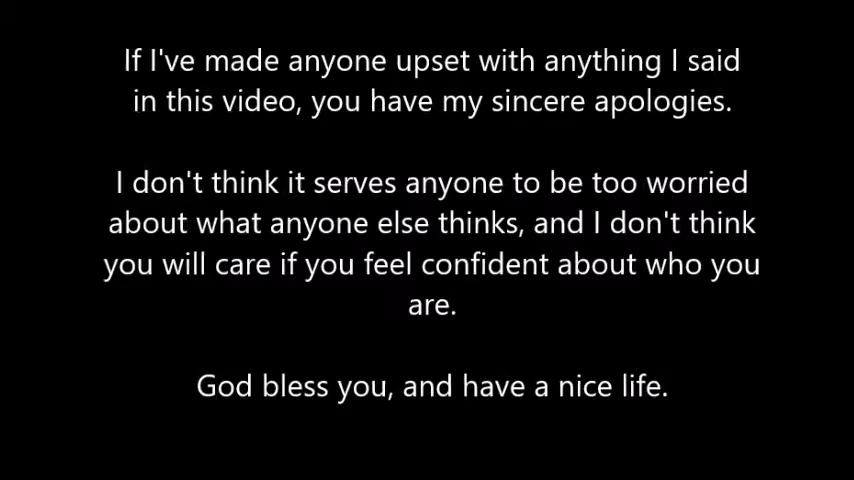 If I've made anyone upset with anything I said
in this video, you have my sincere apologies.
I don't think it serves anyone to be too worried
about what anyone else thinks, and I don't think
you will care if you feel confident about who you
are.
God bless you, and have a nice life.